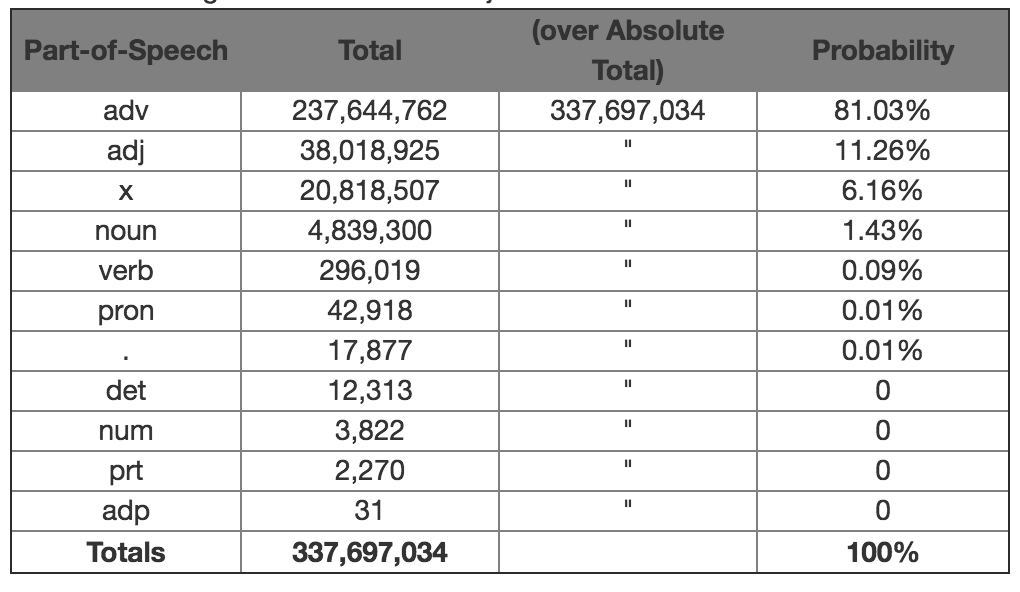 Part-of-Speech Total (over Absolute Total) Probability
adv 237,644,762 337,697,034 81.03%
adj 38,018,925 " 11.26%
x 20,818,507 " 6.16%
noun 4,839,300 " 1.43%
verb 296,019 " 0.09%
pron 42,918 " 0.01%
. 17,877 " 0.01%
det 12,313 " 0
num 3,822 " 0
prt 2,270 " 0
adp 31 " 0
Totals 337,697,034 100%